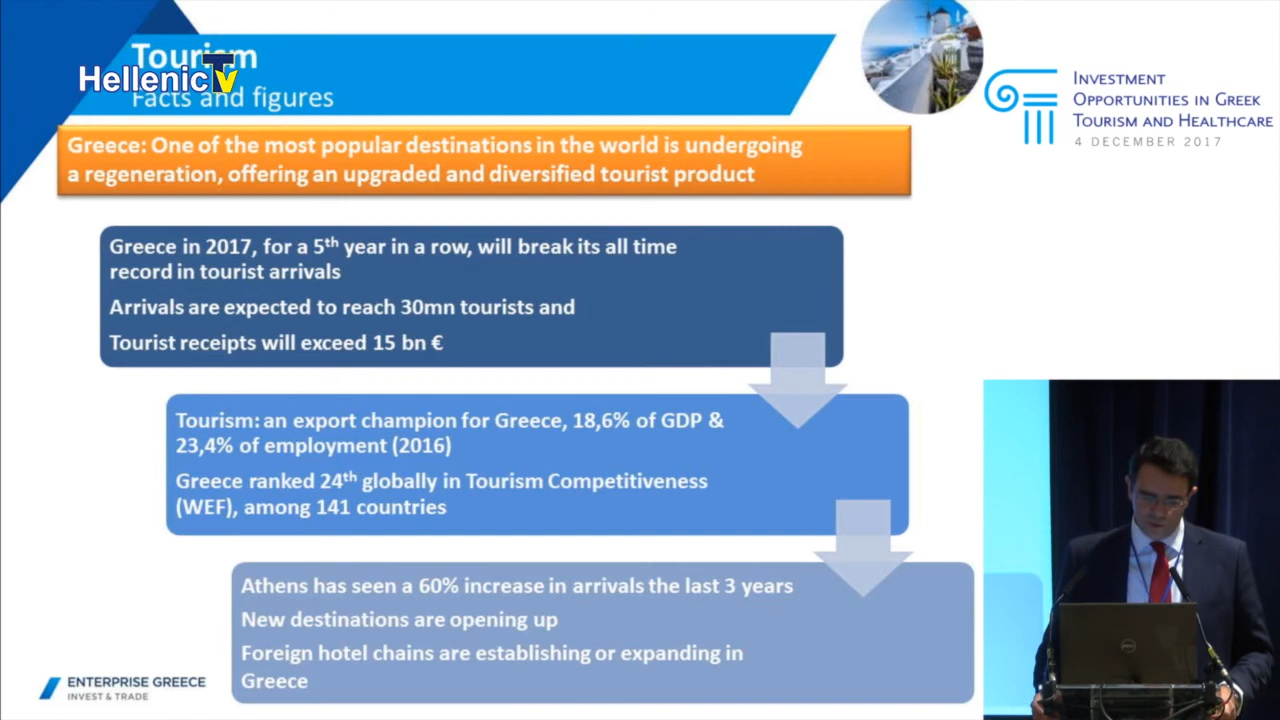 Tourism
HellenicTv
Facts and figures
INVESTMENT
OPPORTUNITIES IN GREEK
TOURISM AND HEALTHCARE
4 DECEMBER 2017
Greece: One of the most popular destinations in the world is undergoing
a regeneration, offering an upgraded and diversified tourist product
Greece in 2017, for a 5th year in a row, will break its all time
record in tourist arrivals
Arrivals are expected to reach 30mn tourists and
Tourist receipts will exceed 15 bn €
Tourism: an export champion for Greece, 18,6% of GDP &
23,4% of employment (2016)
Greece ranked 24th globally in Tourism Competitiveness
(WEF), among 141 countries
Athens has seen a 60% increase in arrivals the last 3 years
New destinations are opening up
Foreign hotel chains are establishing or expanding in
Greece
ENTERPRISE GREECE
INVEST & TRADE
DELL